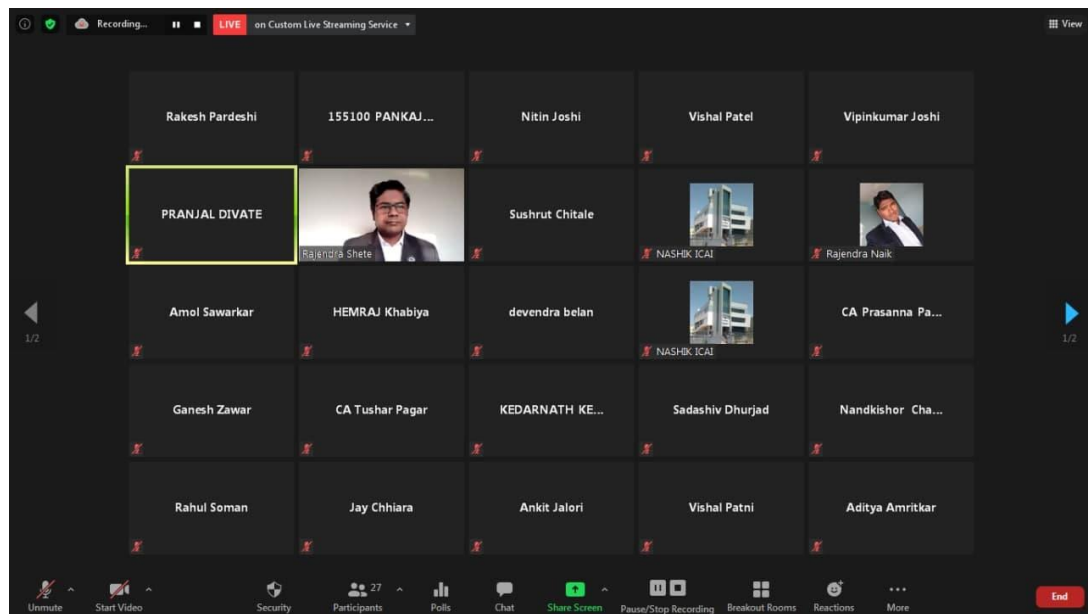 Recording...
LIVE on Custom Live Streaming Service
View
Rakesh Pardeshi
155100 PANKAJ...
Nitin Joshi
Vishal Patel
Vipinkumar Joshi
PRANJAL DIVATE
Rajendra Shete
Sushrut Chitale
NASHIK ICAI
Rajendra Naik
Amol Sawarkar
HEMRAJ Khabiya
devendra belan
NASHIK ICAI
CA Prasanna Pa...
1/2
1/2
Ganesh Zawar
CA Tushar Pagar
KEDARNATH KE...
Sadashiv Dhurjad
Nandkishor Cha...
Rahul Soman
Jay Chhiara
Ankit Jalori
Vishal Patni
Aditya Amritkar
Unmute
Start Video
Security
27
Participants
Polls
Chat
Share Screen
Pause/Stop Recording
Breakout Rooms
Reactions
More
End